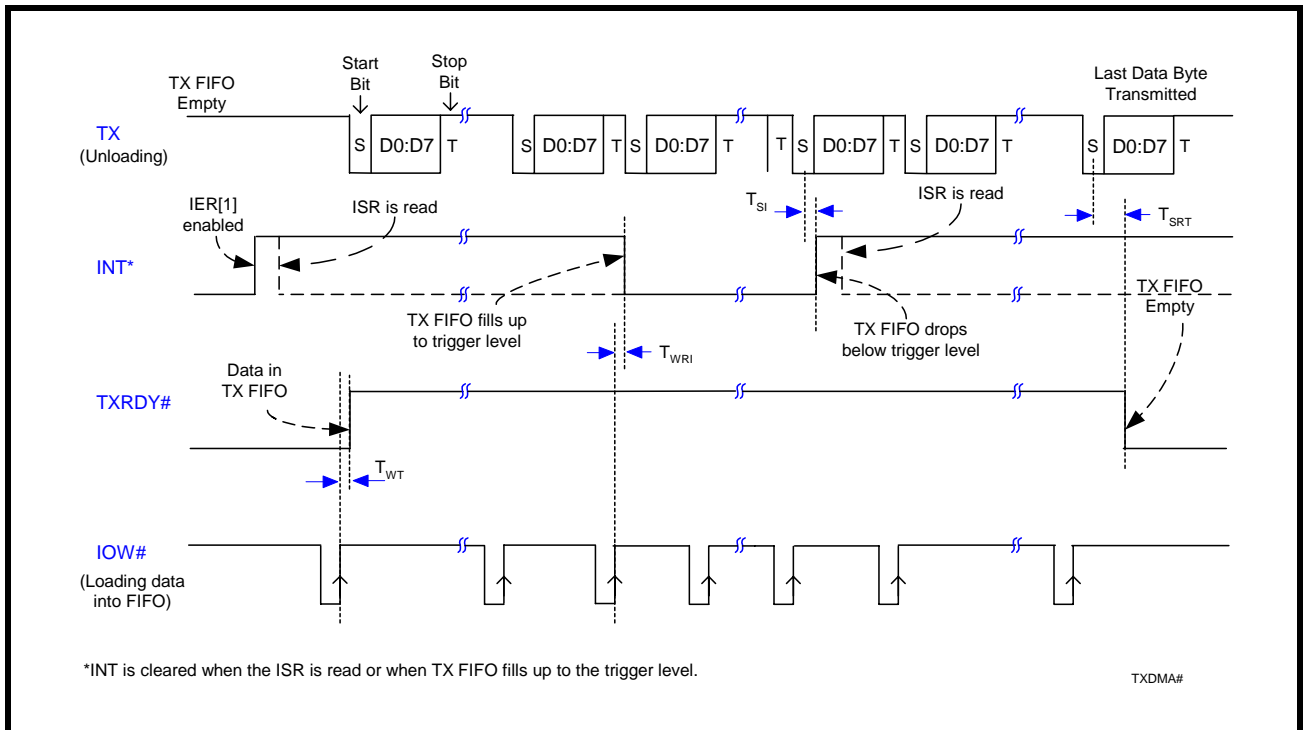 Start
Bit
Stop
Bit
TX FIFO
Empty
Last Data Byte
Transmitted
TX
(Unloading)
S D0:D7 T S D0:D7 T S D0:D7 T T S D0:D7 T S D0:D7 T S D0:D7 T
IER[1]
enabled
ISR is read
TSI
ISR is read
TSRT
INT*
TX FIFO fills up
to trigger level
TX FIFO drops
below trigger level
TX FIFO
Empty
TWRI
Data in
TX FIFO
TXRDY#
TWT
IOW#
(Loading data
into FIFO)
*INT is cleared when the ISR is read or when TX FIFO fills up to the trigger level.
TXDMA#